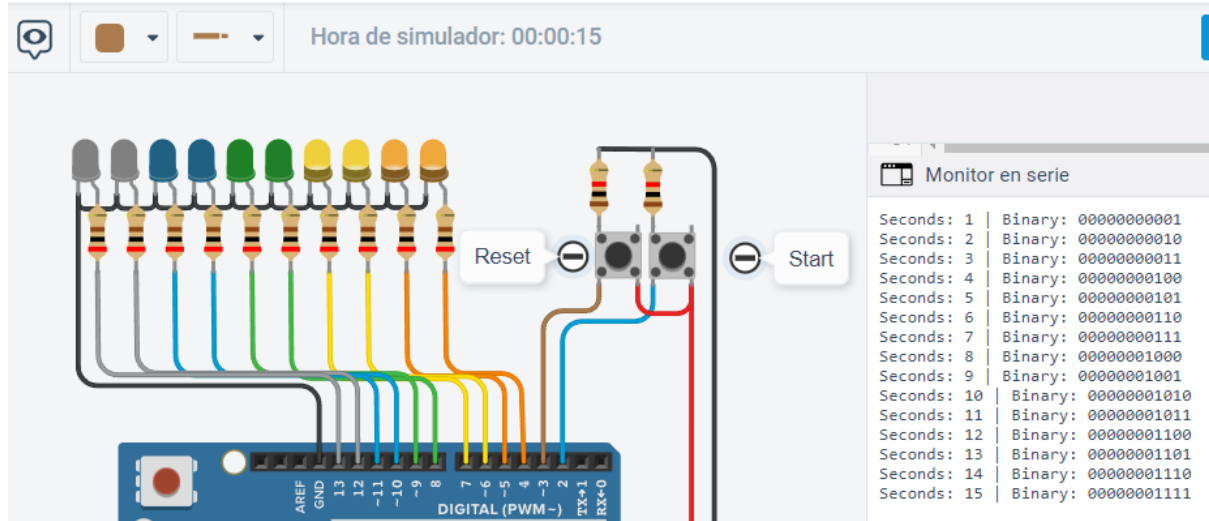 Hora de simulador: 00:00:15
Monitor en serie
Reset
Start
Seconds: 1 | Binary: 00000000001
Seconds: 2 | Binary: 00000000010
Seconds: 3 | Binary: 00000000011
Seconds: 4 | Binary: 00000000100
Seconds: 5 | Binary: 00000000101
Seconds: 6 | Binary: 00000000110
Seconds: 7 | Binary: 00000000111
Seconds: 8 | Binary: 00000001000
Seconds: 9 | Binary: 00000001001
Seconds: 10 | Binary: 00000001010
Seconds: 11 | Binary: 00000001011
Seconds: 12 | Binary: 00000001100
Seconds: 13 | Binary: 00000001101
Seconds: 14 | Binary: 00000001110
Seconds: 15 | Binary: 00000001111
AREF
GND
13
12
~11
~10
~9
8
7
~6
~5
4
~3
2
TX→1
RX←0
DIGITAL (PWM~)